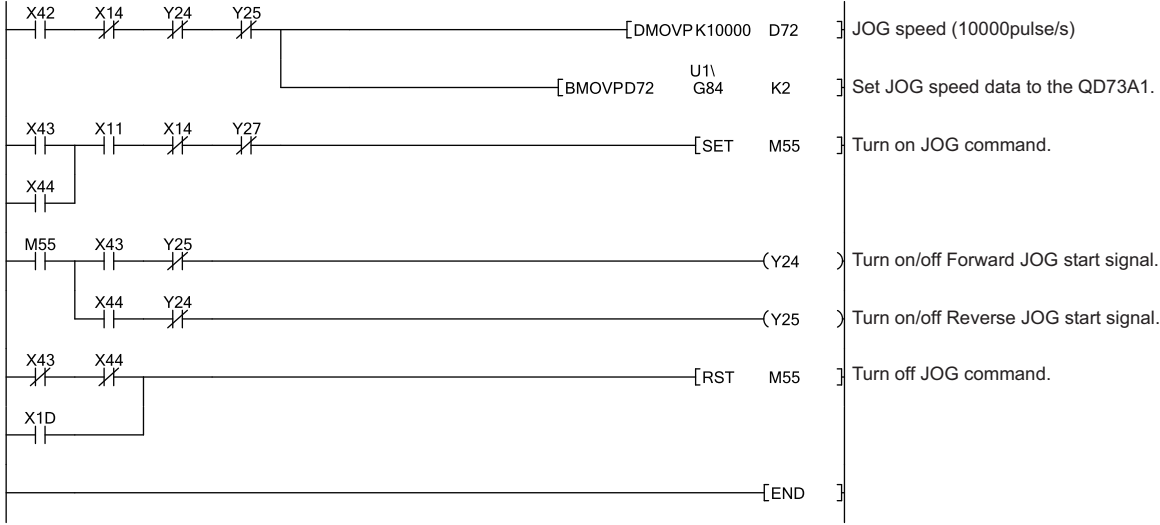 X42 X14 Y24 Y25
[DMOVP K10000 D72 ] JOG speed (10000pulse/s)
U1\
[BMOVPD72 G84 K2 ] Set JOG speed data to the QD73A1.
X43 X11 X14 Y27
[SET M55 ] Turn on JOG command.
X44
M55 X43 Y25
(Y24 ) Turn on/off Forward JOG start signal.
X44 Y24
(Y25 ) Turn on/off Reverse JOG start signal.
X43 X44
[RST M55 ] Turn off JOG command.
X1D
[END ]